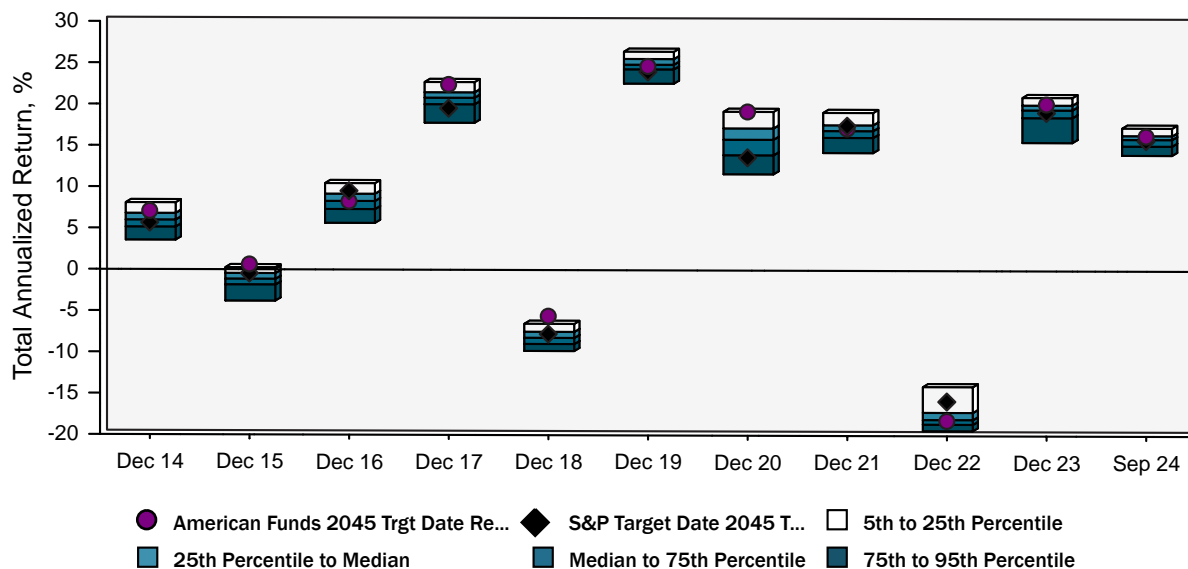 30
25
20
15
10
5
0
-5
-10
-15
-20
Total Annualized Return, %
Dec 14 Dec 15 Dec 16 Dec 17 Dec 18 Dec 19 Dec 20 Dec 21 Dec 22 Dec 23 Sep 24
American Funds 2045 Trgt Date Re... S&P Target Date 2045 T... 5th to 25th Percentile
25th Percentile to Median Median to 75th Percentile 75th to 95th Percentile